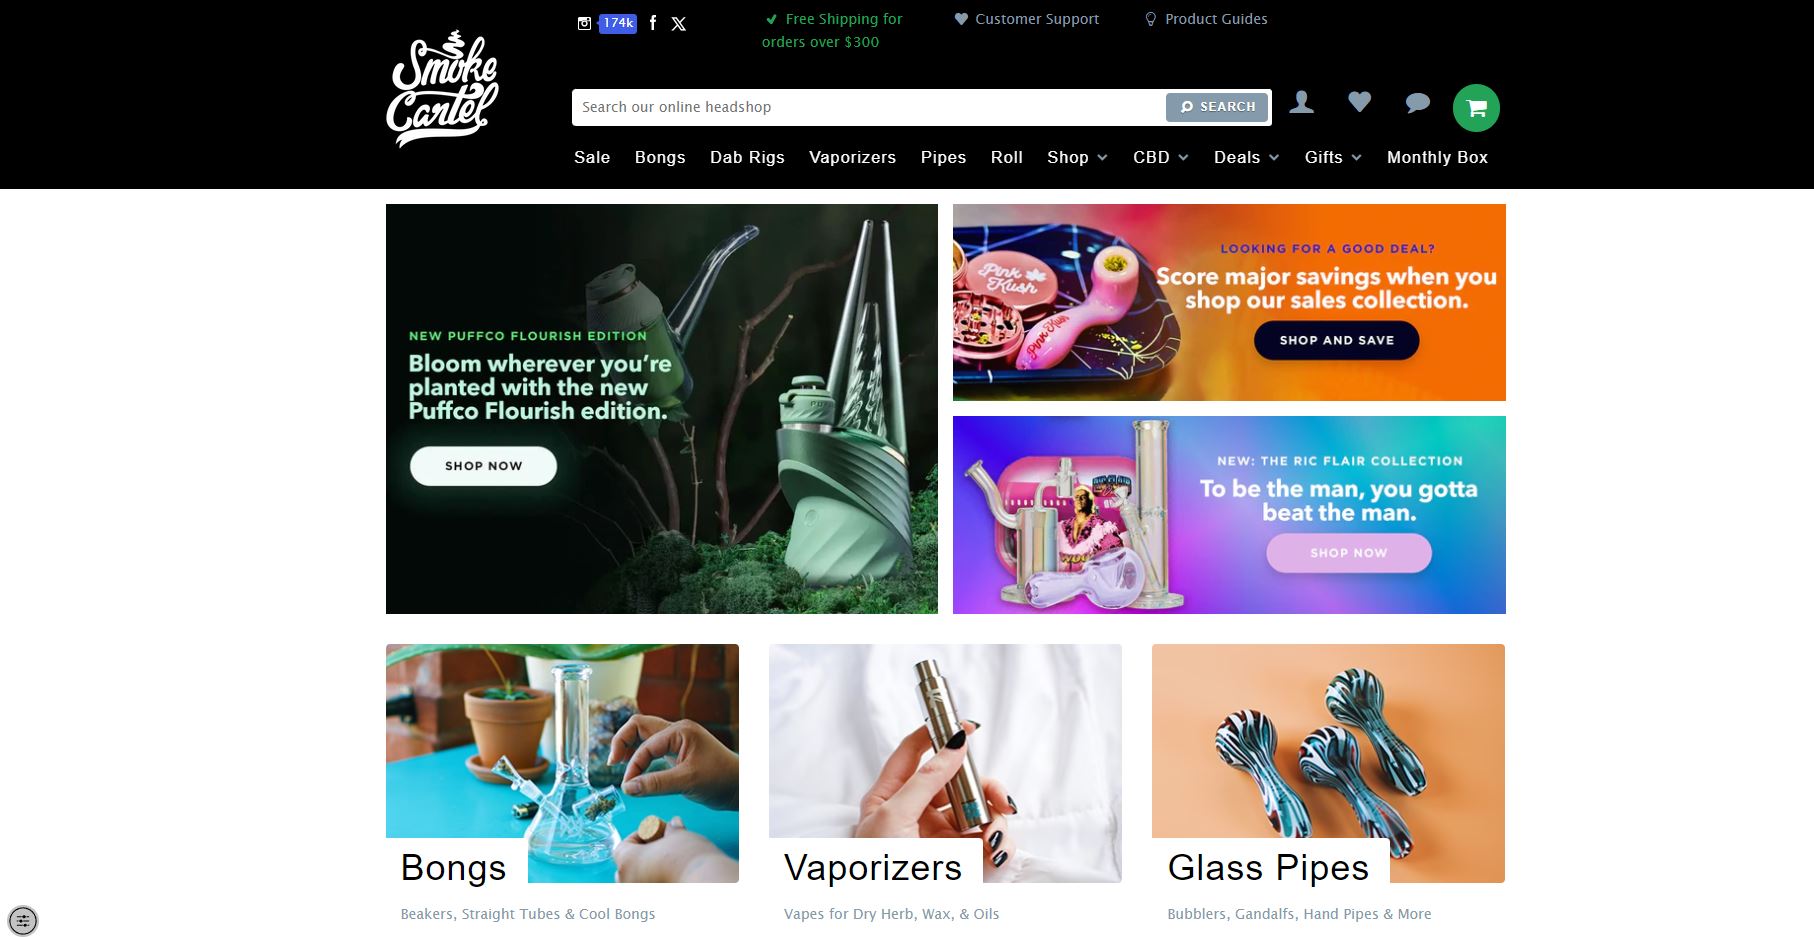 Smoke
Cartel
174k
Free Shipping for
orders over $300
Customer Support
Product Guides
Search our online headshop
SEARCH
Sale
Bongs
Dab Rigs
Vaporizers
Pipes
Roll
Shop
CBD
Deals
Gifts
Monthly Box
NEW PUFFCO FLOURISH EDITION
Bloom wherever you’re
planted with the new
Puffco Flourish edition.
SHOP NOW
Pink
Kush
Pink Kush
LOOKING FOR A GOOD DEAL?
Score major savings when you
shop our sales collection.
SHOP AND SAVE
NEW: THE RIC FLAIR COLLECTION
To be the man, you gotta
beat the man.
SHOP NOW
Bongs
Beakers, Straight Tubes & Cool Bongs
Vaporizers
Vapes for Dry Herb, Wax, & Oils
Glass Pipes
Bubblers, Gandalfs, Hand Pipes & More